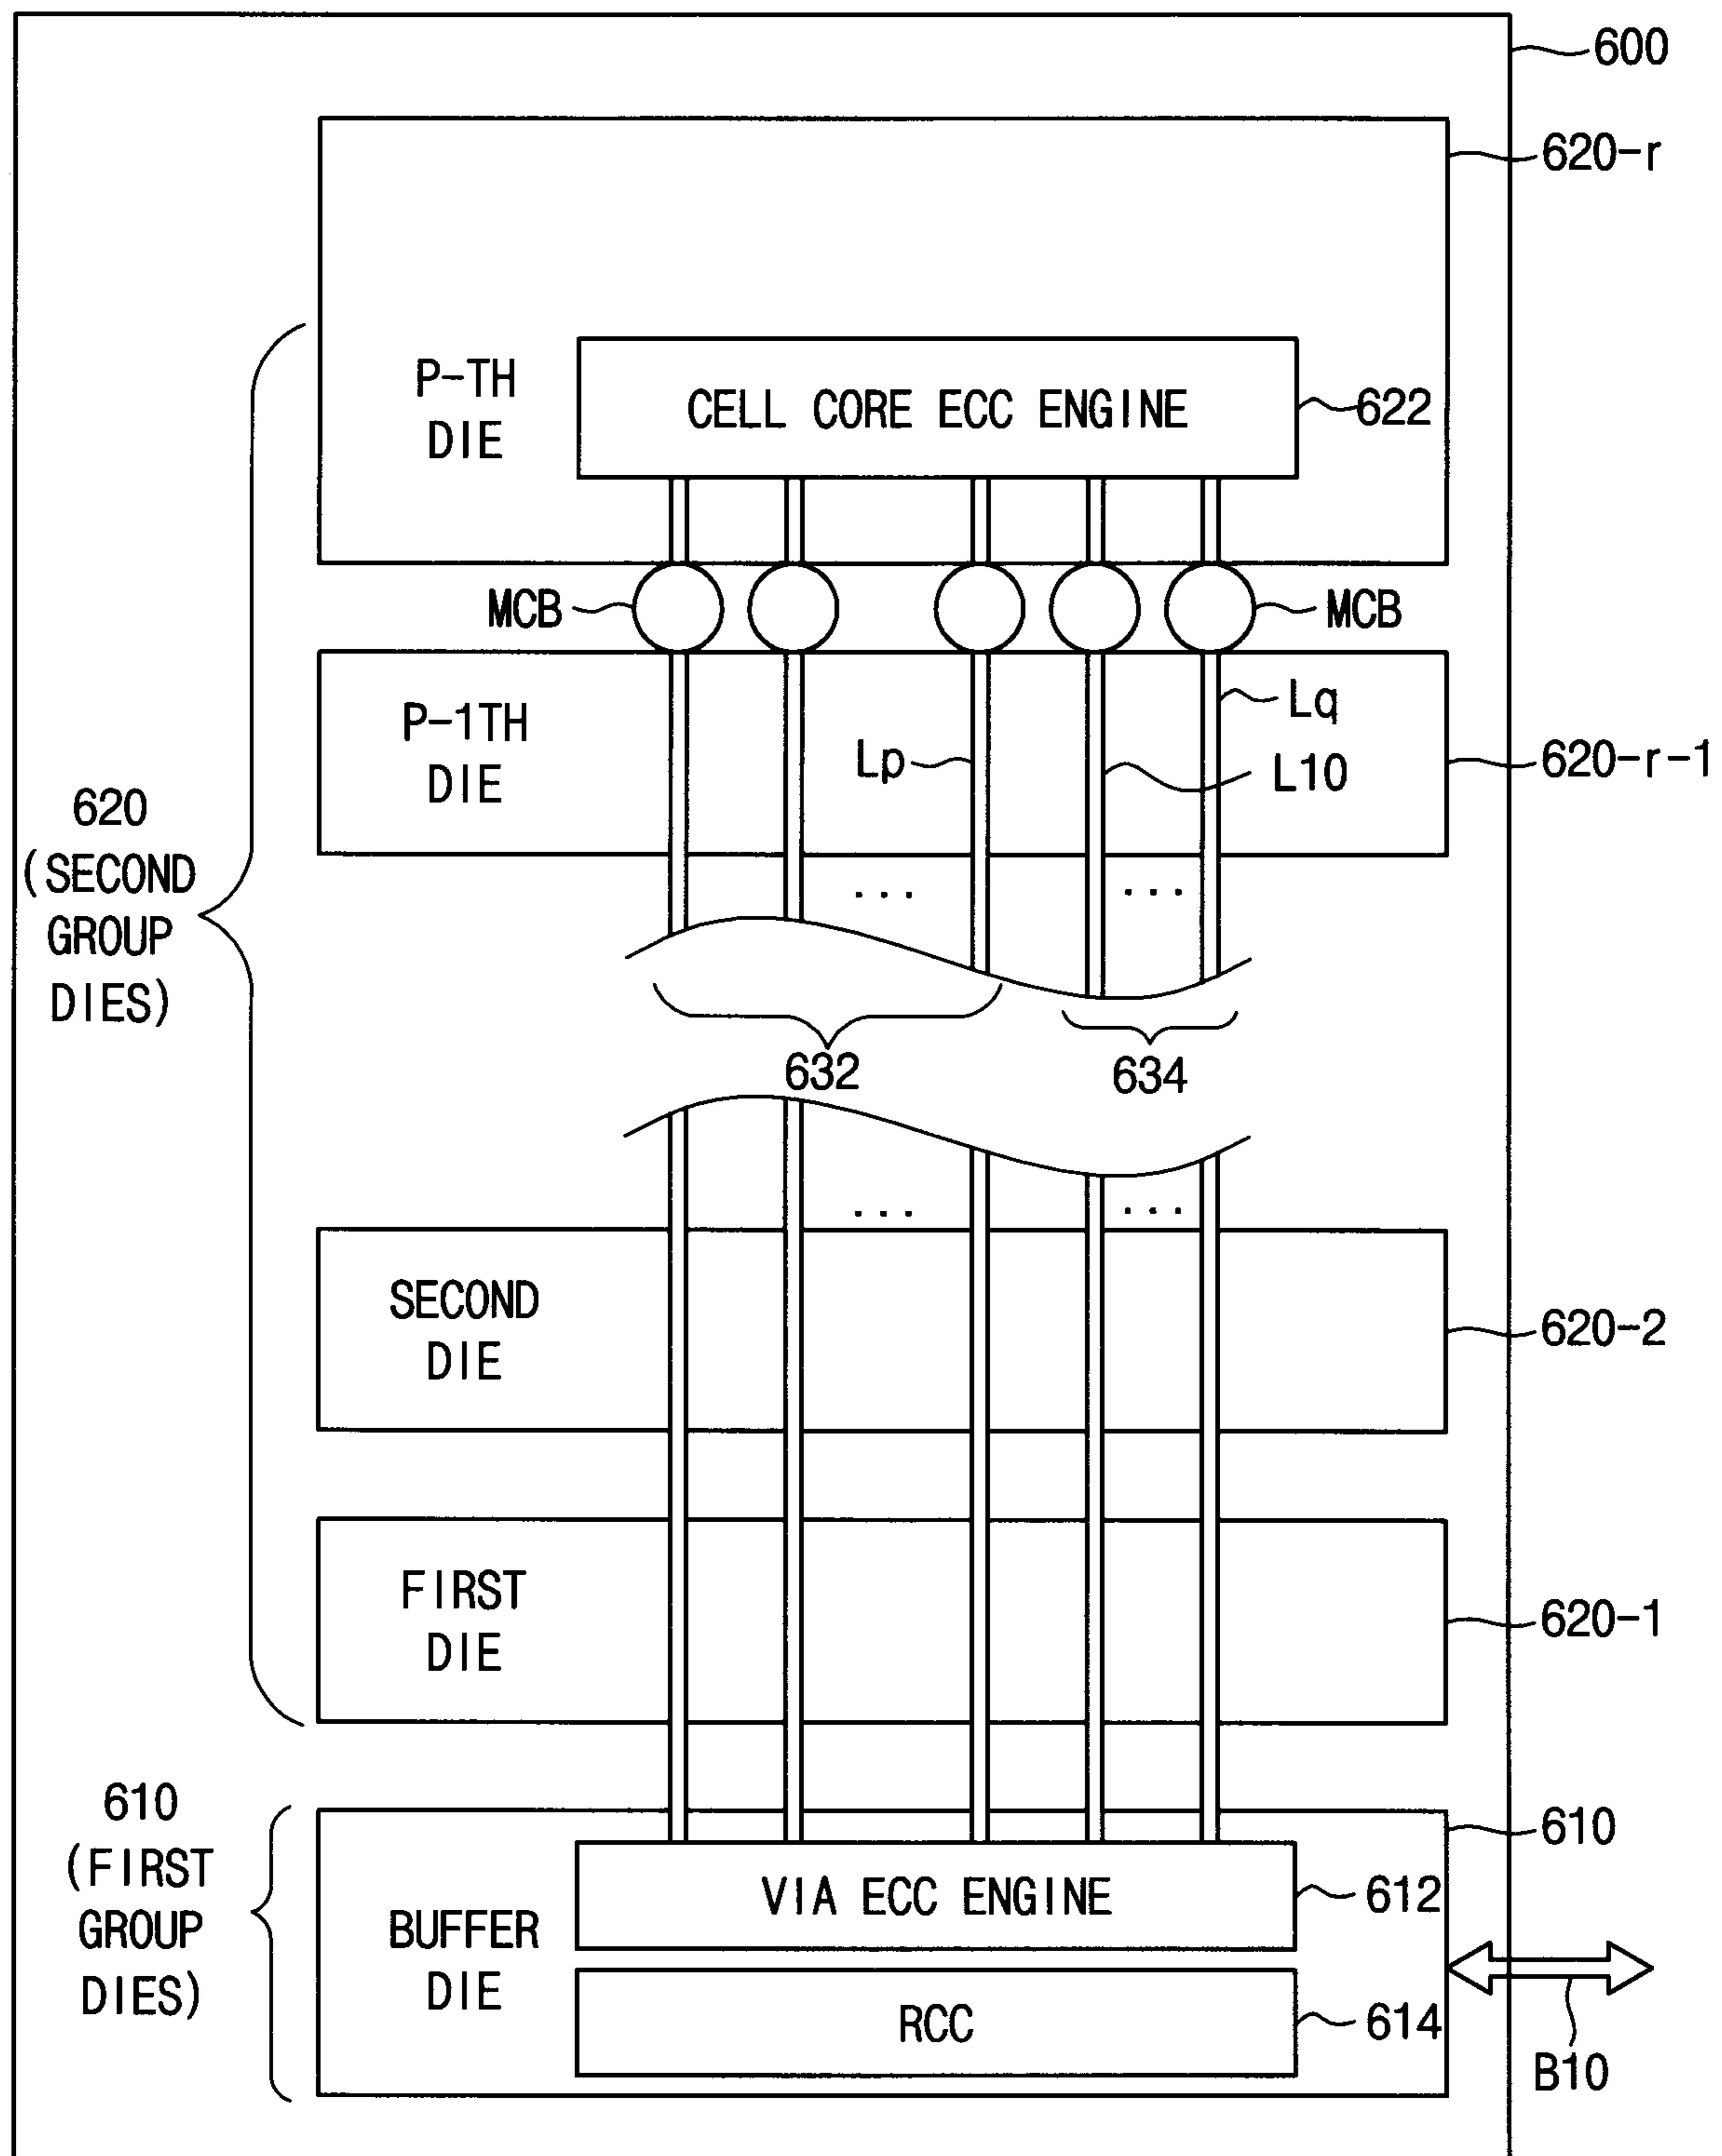 600
620-r
P-TH
DIE
CELL CORE ECC ENGINE
622
MCB
MCB
P-1TH
DIE
Lp
Lq
L10
620-r-1
620
(SECOND
GROUP
DIES)
...
...
632
634
...
...
SECOND
DIE
620-2
FIRST
DIE
620-1
610
(FIRST
GROUP
DIES)
610
BUFFER
DIE
VIA ECC ENGINE
612
RCC
614
B10